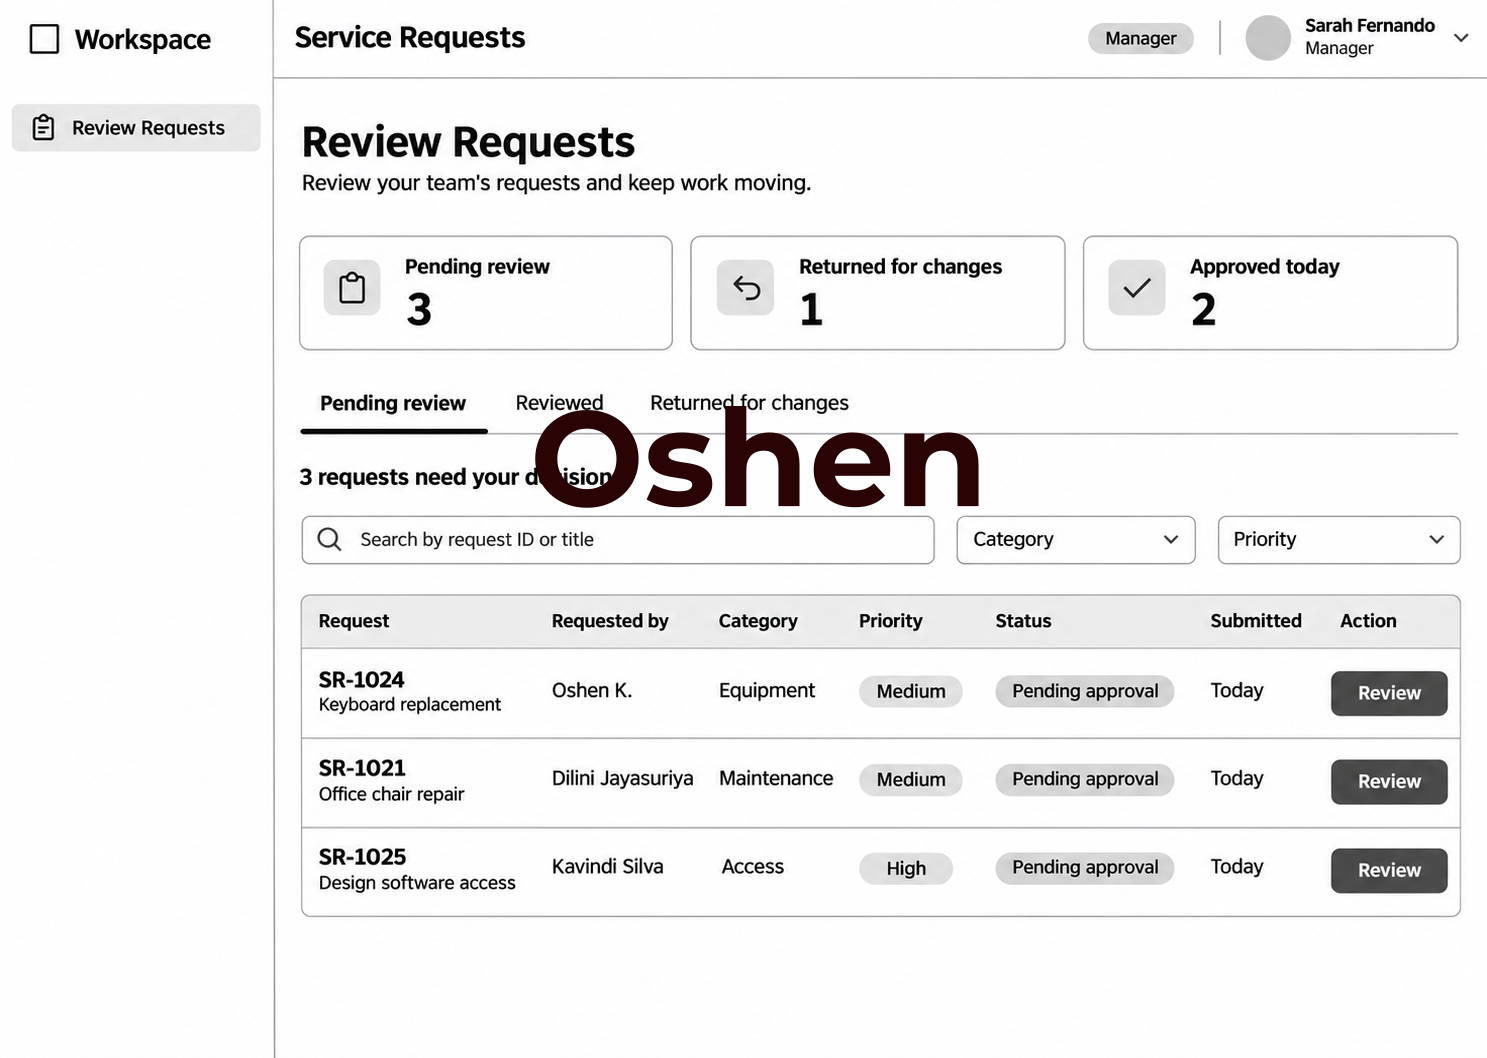 Workspace
Service Requests
Manager
Sarah Fernando
Manager
Review Requests
Review Requests
Review your team's requests and keep work moving.
Pending review
3
Returned for changes
1
Approved today
2
Pending review Reviewed Returned for changes
Oshen
3 requests need your decision
Search by request ID or title
Category
Priority
Request Requested by Category Priority Status Submitted Action
SR-1024
Keyboard replacement
Oshen K. Equipment Medium Pending approval Today Review
SR-1021
Office chair repair
Dilini Jayasuriya Maintenance Medium Pending approval Today Review
SR-1025
Design software access
Kavindi Silva Access High Pending approval Today Review